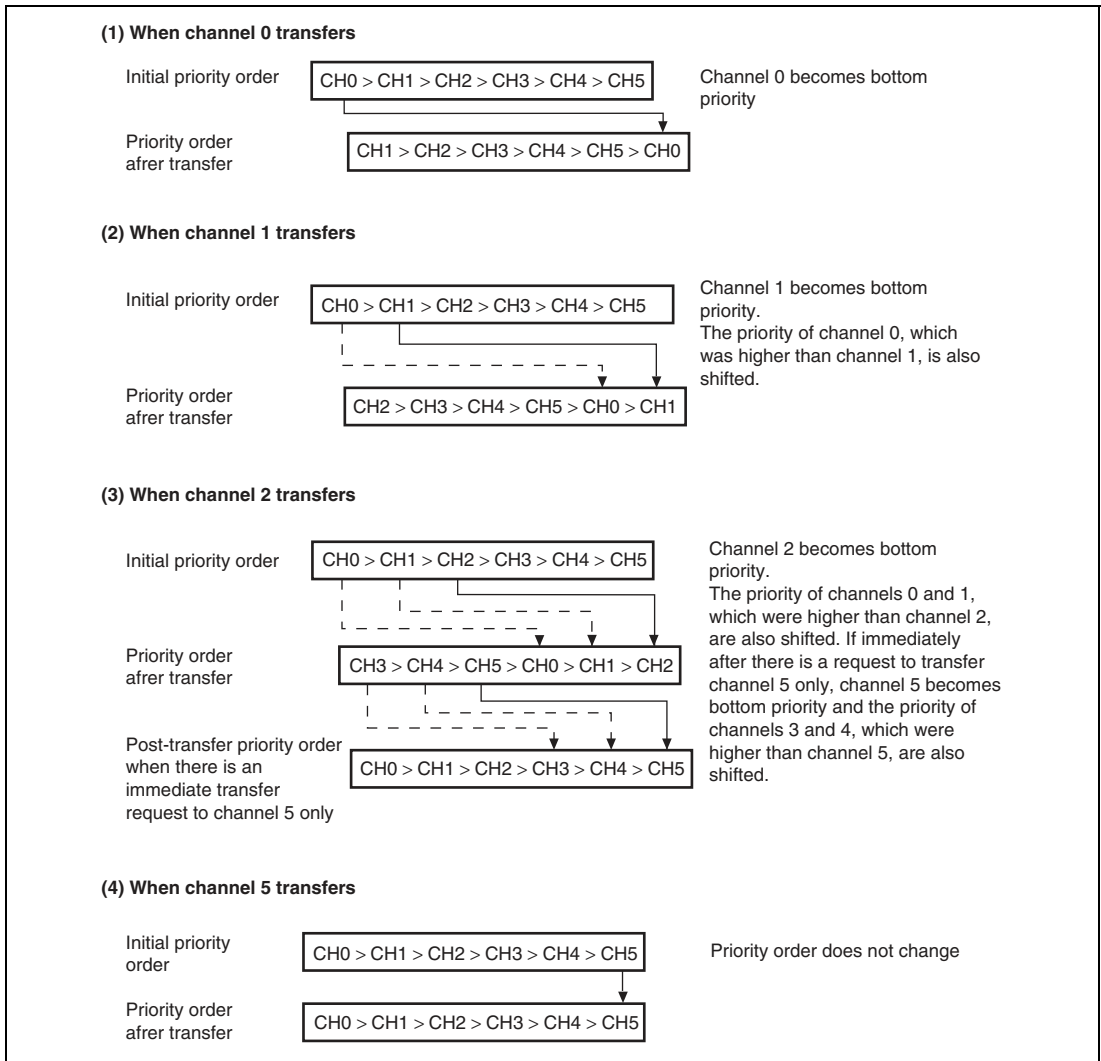 (1) When channel 0 transfers
Initial priority order
CH0 > CH1 > CH2 > CH3 > CH4 > CH5
Channel 0 becomes bottom
priority
Priority order
afrer transfer
CH1 > CH2 > CH3 > CH4 > CH5 > CH0
(2) When channel 1 transfers
Initial priority order
CH0 > CH1 > CH2 > CH3 > CH4 > CH5
Channel 1 becomes bottom
priority.
The priority of channel 0, which
was higher than channel 1, is also
shifted.
Priority order
afrer transfer
CH2 > CH3 > CH4 > CH5 > CH0 > CH1
(3) When channel 2 transfers
Initial priority order
CH0 > CH1 > CH2 > CH3 > CH4 > CH5
Channel 2 becomes bottom
priority.
The priority of channels 0 and 1,
which were higher than channel 2,
are also shifted. If immediately
after there is a request to transfer
channel 5 only, channel 5 becomes
bottom priority and the priority of
channels 3 and 4, which were
higher than channel 5, are also
shifted.
Priority order
afrer transfer
CH3 > CH4 > CH5 > CH0 > CH1 > CH2
Post-transfer priority order
when there is an
immediate transfer
request to channel 5 only
CH0 > CH1 > CH2 > CH3 > CH4 > CH5
(4) When channel 5 transfers
Initial priority
order
CH0 > CH1 > CH2 > CH3 > CH4 > CH5
Priority order does not change
Priority order
afrer transfer
CH0 > CH1 > CH2 > CH3 > CH4 > CH5